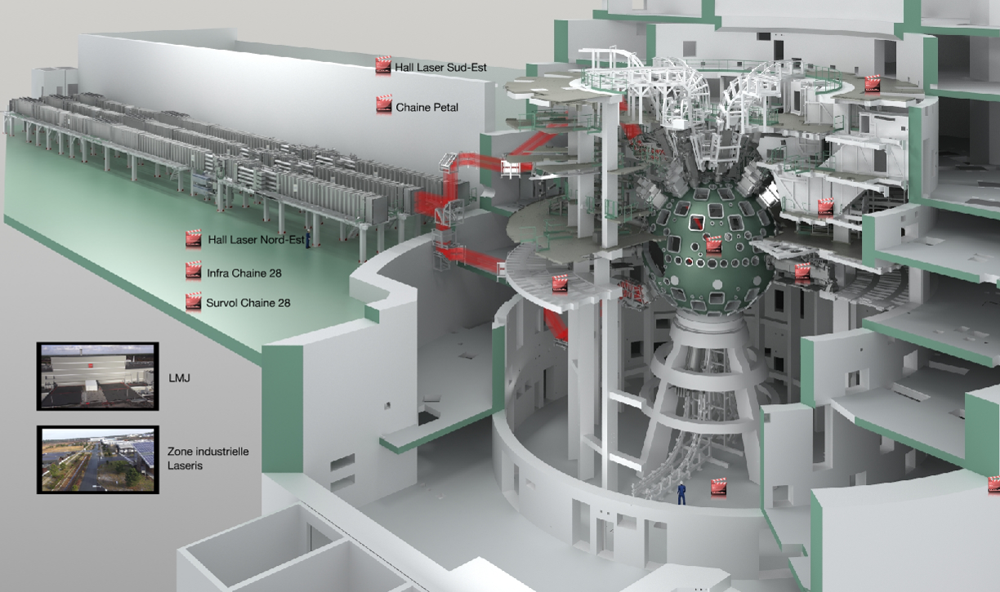 Hall Laser Sud-Est
Chaine Petal
Hall Laser Nord-Est
Infra Chaine 28
Survol Chaine 28
LMJ
Zone industrielle
Laseris